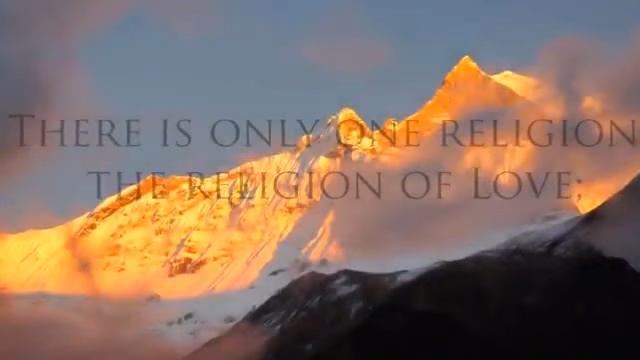 There is only one religion,
the religion of Love;